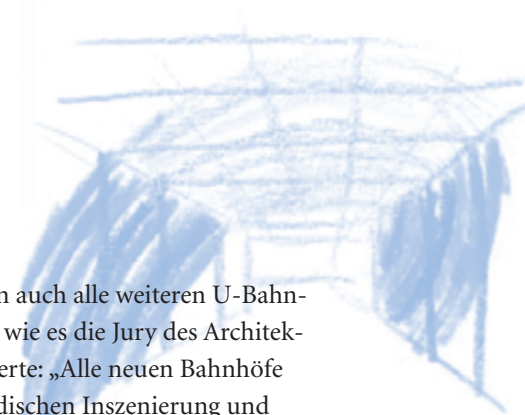 auch alle weiteren U-Bahn-
wie es die Jury des Architek-
erte: „Alle neuen Bahnhöfe
dischen Inszenierung und